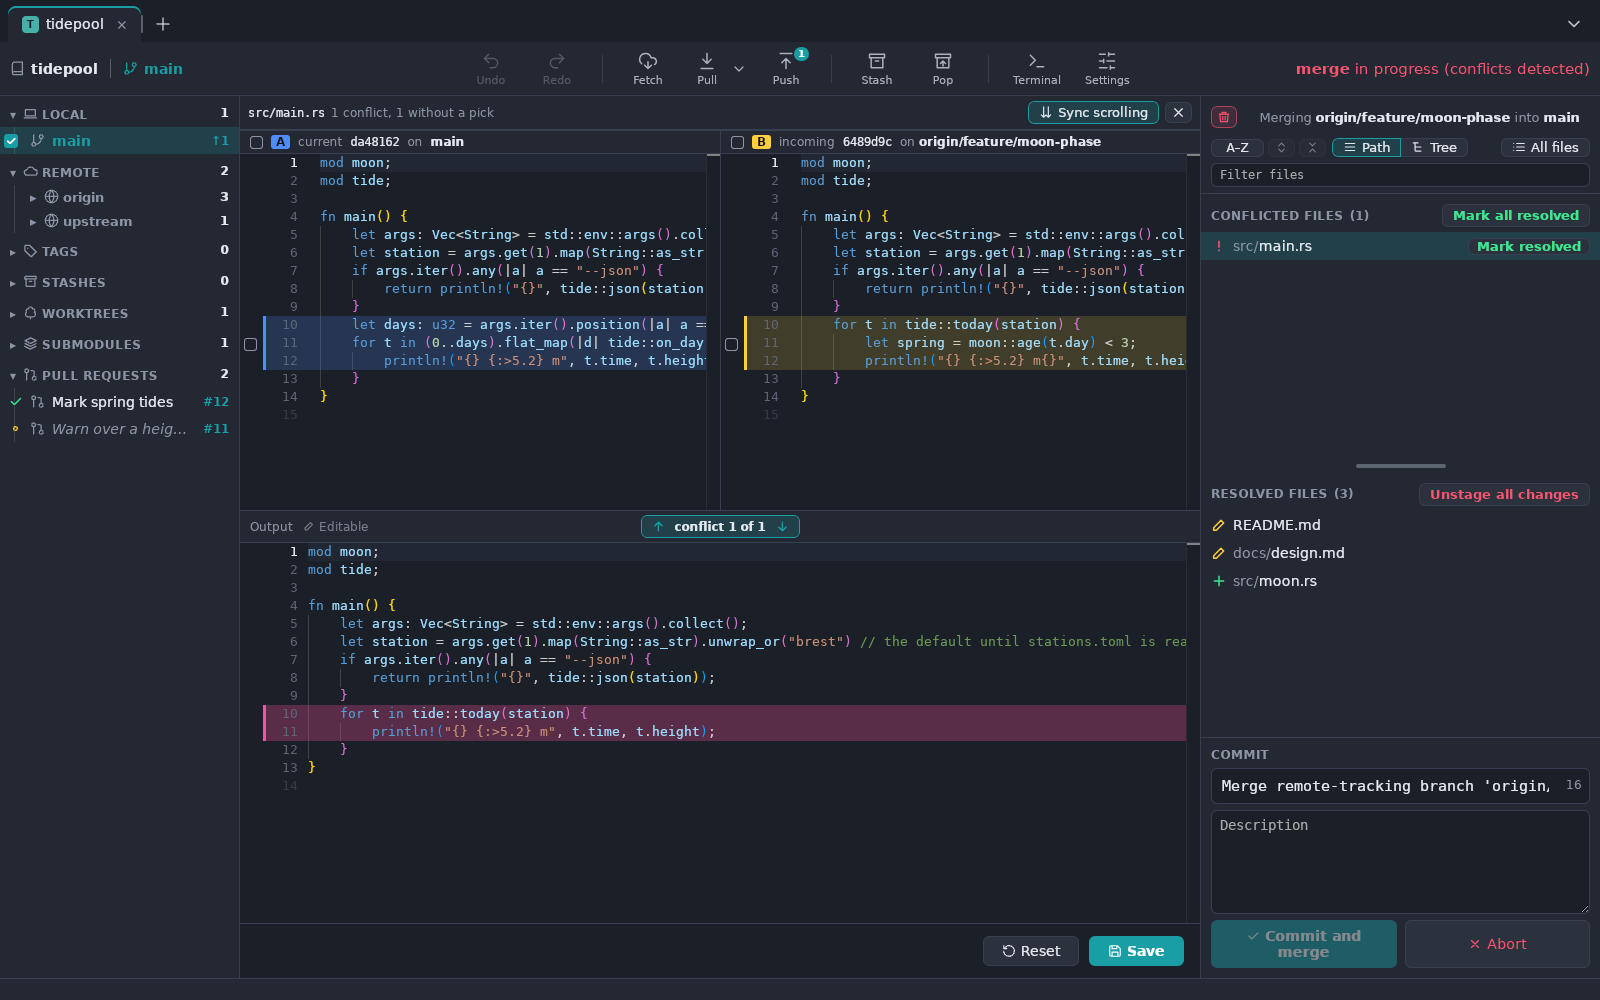 T tidepool
tidepool main
Undo Redo Fetch Pull Push 1 Stash Pop Terminal Settings
merge in progress (conflicts detected)
LOCAL 1
main ↑1
REMOTE 2
origin 3
upstream 1
TAGS 0
STASHES 0
WORKTREES 1
SUBMODULES 1
PULL REQUESTS 2
Mark spring tides #12
Warn over a heig... #11
src/main.rs 1 conflict, 1 without a pick
Sync scrolling
A current da48162 on main
1 mod moon;
2 mod tide;
3
4 fn main() {
5 let args: Vec<String> = std::env::args().coll
6 let station = args.get(1).map(String::as_str
7 if args.iter().any(|a| a == "--json") {
8 return println!("{}", tide::json(station
9 }
10 let days: u32 = args.iter().position(|a| a ==
11 for t in (0..days).flat_map(|d| tide::on_day
12 println!("{} {:>5.2} m", t.time, t.height
13 }
14 }
15
B incoming 6489d9c on origin/feature/moon-phase
1 mod moon;
2 mod tide;
3
4 fn main() {
5 let args: Vec<String> = std::env::args().col
6 let station = args.get(1).map(String::as_str
7 if args.iter().any(|a| a == "--json") {
8 return println!("{}", tide::json(station
9 }
10 for t in tide::today(station) {
11 let spring = moon::age(t.day) < 3;
12 println!("{} {:>5.2} m{}", t.time, t.hei
13 }
14 }
15
Output Editable
conflict 1 of 1
1 mod moon;
2 mod tide;
3
4 fn main() {
5 let args: Vec<String> = std::env::args().collect();
6 let station = args.get(1).map(String::as_str).unwrap_or("brest") // the default until stations.toml is rea
7 if args.iter().any(|a| a == "--json") {
8 return println!("{}", tide::json(station));
9 }
10 for t in tide::today(station) {
11 println!("{} {:>5.2} m", t.time, t.height);
12 }
13 }
14
Reset Save
Merging origin/feature/moon-phase into main
A-Z Path Tree All files
Filter files
CONFLICTED FILES (1) Mark all resolved
! src/main.rs Mark resolved
RESOLVED FILES (3) Unstage all changes
README.md
docs/design.md
src/moon.rs
COMMIT
Merge remote-tracking branch 'origin/ 16
Description
Commit and merge
Abort